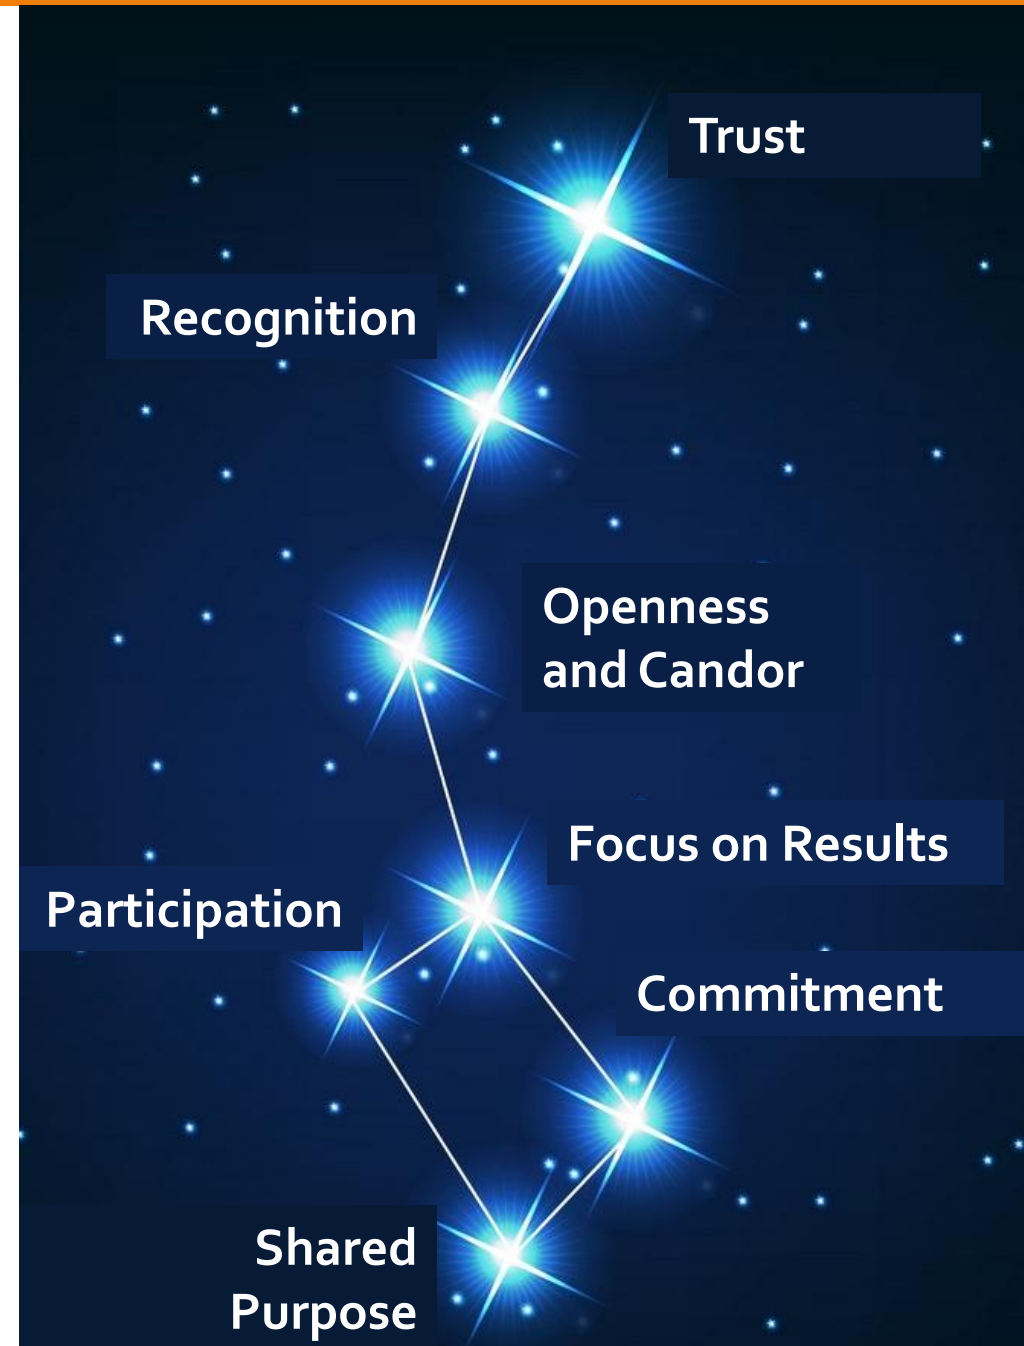 Trust
Recognition
Openness
and Candor
Focus on Results
Participation
Commitment
Shared
Purpose